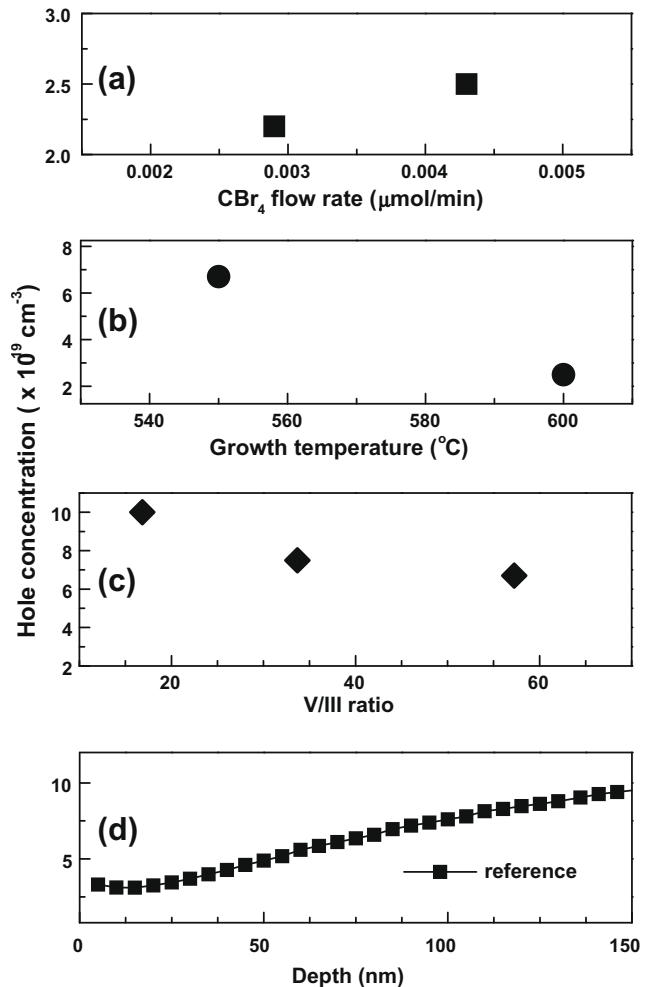 Hole concentration ( x 10¹⁹ cm⁻³)
3.0
(a)
2.5
2.0
0.002 0.003 0.004 0.005
CBr₄ flow rate (μmol/min)
8
6
(b)
4
2
540 560 580 600
Growth temperature (°C)
10
8
(c)
6
4
2
20 40 60
V/III ratio
10
(d)
5
reference
0 50 100 150
Depth (nm)